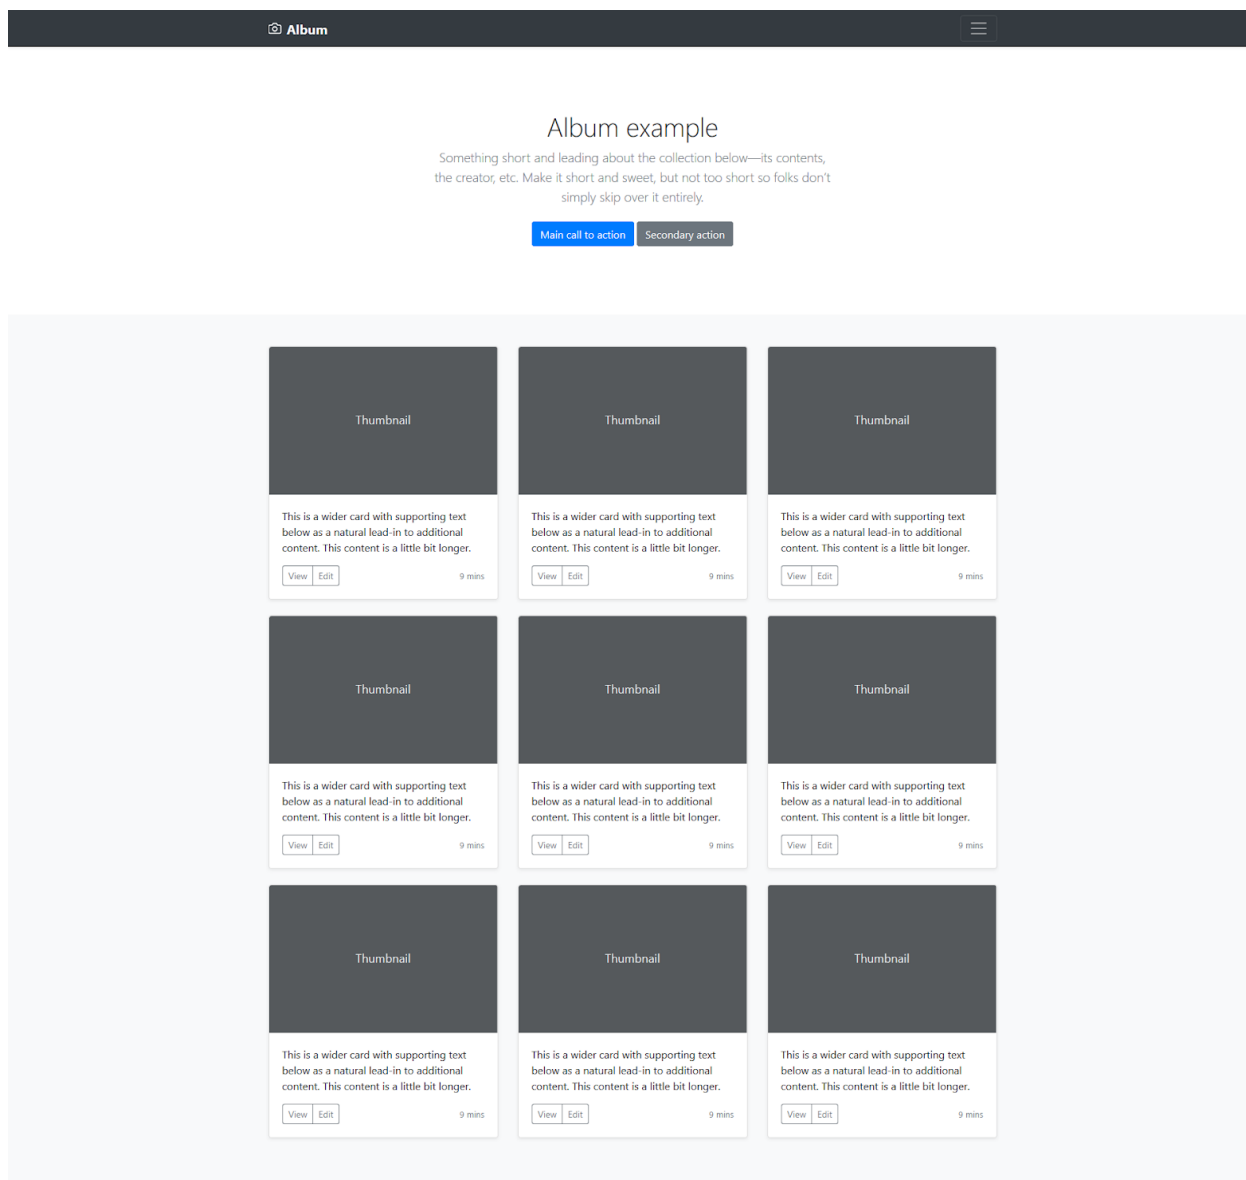 Album
Album example
Something short and leading about the collection below—its contents,
the creator, etc. Make it short and sweet, but not too short so folks don't
simply skip over it entirely.
Main call to action Secondary action
Thumbnail Thumbnail Thumbnail
This is a wider card with supporting text
below as a natural lead-in to additional
content. This content is a little bit longer.
View Edit 9 mins
This is a wider card with supporting text
below as a natural lead-in to additional
content. This content is a little bit longer.
View Edit 9 mins
This is a wider card with supporting text
below as a natural lead-in to additional
content. This content is a little bit longer.
View Edit 9 mins
Thumbnail Thumbnail Thumbnail
This is a wider card with supporting text
below as a natural lead-in to additional
content. This content is a little bit longer.
View Edit 9 mins
This is a wider card with supporting text
below as a natural lead-in to additional
content. This content is a little bit longer.
View Edit 9 mins
This is a wider card with supporting text
below as a natural lead-in to additional
content. This content is a little bit longer.
View Edit 9 mins
Thumbnail Thumbnail Thumbnail
This is a wider card with supporting text
below as a natural lead-in to additional
content. This content is a little bit longer.
View Edit 9 mins
This is a wider card with supporting text
below as a natural lead-in to additional
content. This content is a little bit longer.
View Edit 9 mins
This is a wider card with supporting text
below as a natural lead-in to additional
content. This content is a little bit longer.
View Edit 9 mins